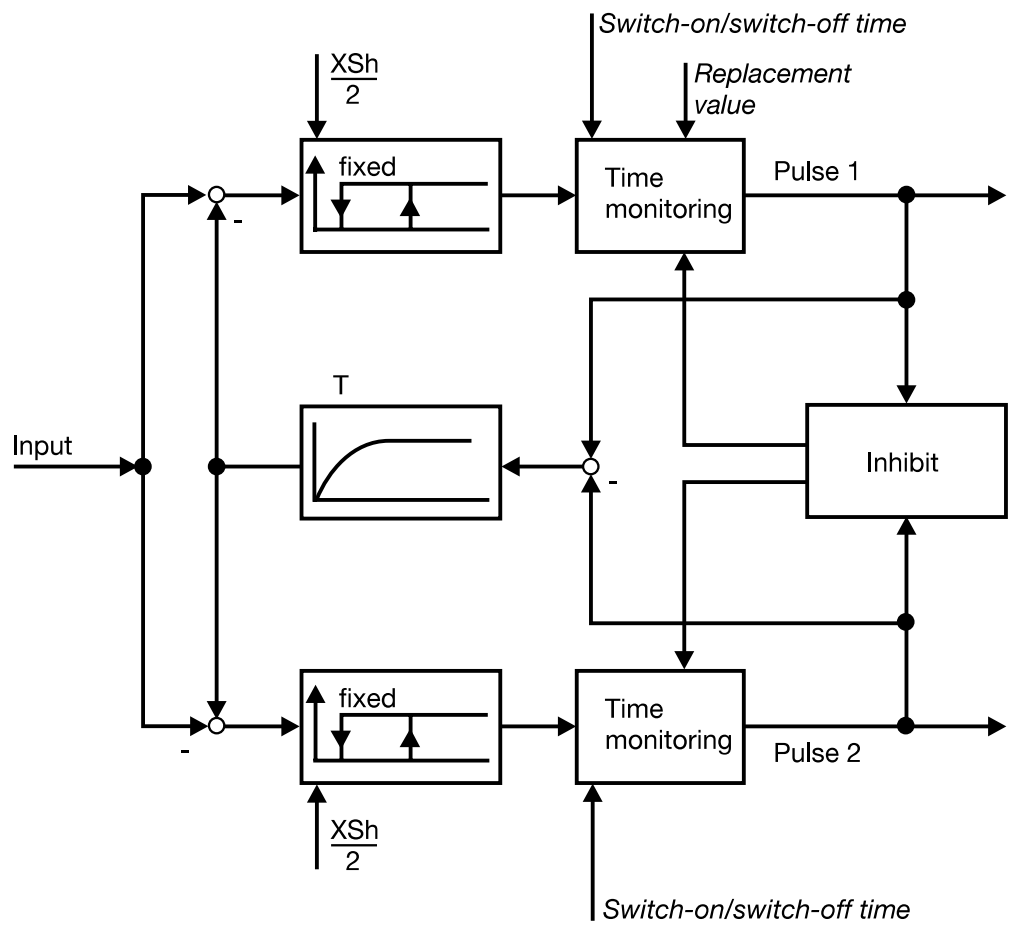 Switch-on/switch-off time
XSh
2
Replacement
value
fixed
Time
monitoring
Pulse 1
-
T
Input
-
Inhibit
fixed
Time
monitoring
-
Pulse 2
XSh
2
Switch-on/switch-off time